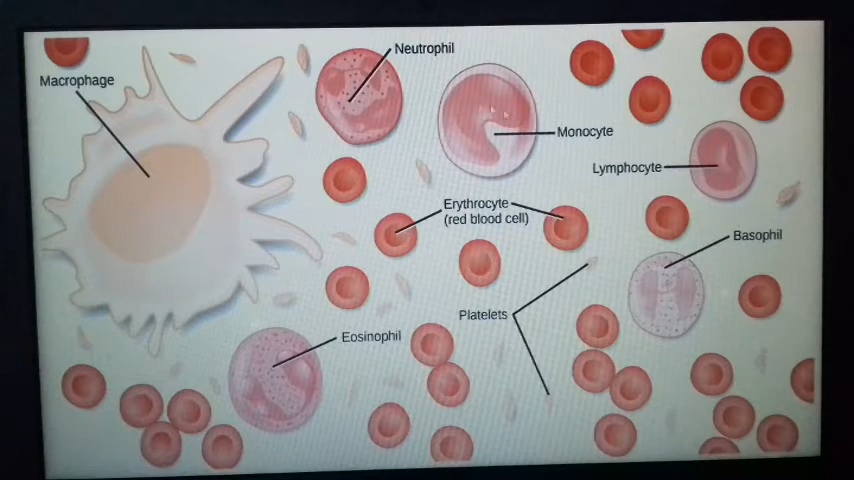 Neutrophil
Macrophage
Monocyte
Lymphocyte
Erythrocyte
(red blood cell)
Basophil
Platelets
Eosinophil